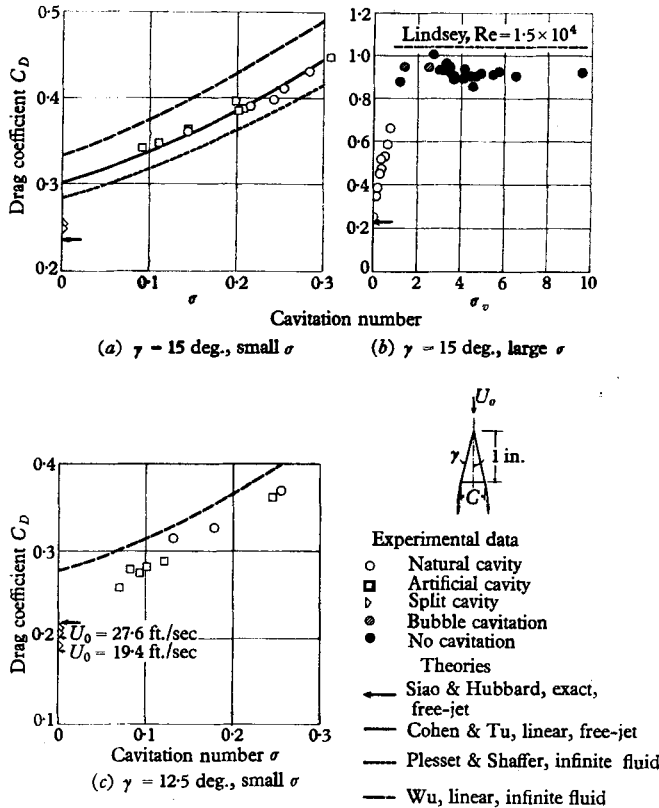 Drag coefficient C_D
0·5
0·4
0·3
0·2
0 0·1 0·2 0·3
σ
Lindsey, Re = 1·5 × 10⁴
1·0
0·8
0·6
0·4
0·2
0
0 2 4 6 8 10
σ_v
Cavitation number
(a) γ = 15 deg., small σ
(b) γ = 15 deg., large σ
Drag coefficient C_D
0·4
0·3
0·2
0·1
U_0 = 27·6 ft./sec
U_0 = 19·4 ft./sec
0 0·1 0·2 0·3
Cavitation number σ
(c) γ = 12·5 deg., small σ
U_o
γ 1 in.
C
Experimental data
Natural cavity
Artificial cavity
Split cavity
Bubble cavitation
No cavitation
Theories
Siao & Hubbard, exact,
free-jet
Cohen & Tu, linear, free-jet
Plesset & Shaffer, infinite fluid
Wu, linear, infinite fluid